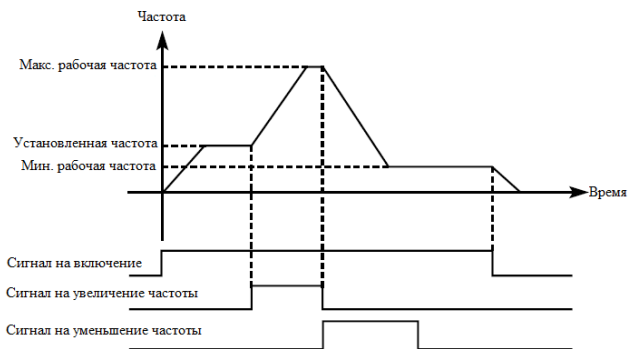 Частота
Макс. рабочая частота
Установленная частота
Мин. рабочая частота
Время
Сигнал на включение
Сигнал на увеличение частоты
Сигнал на уменьшение частоты